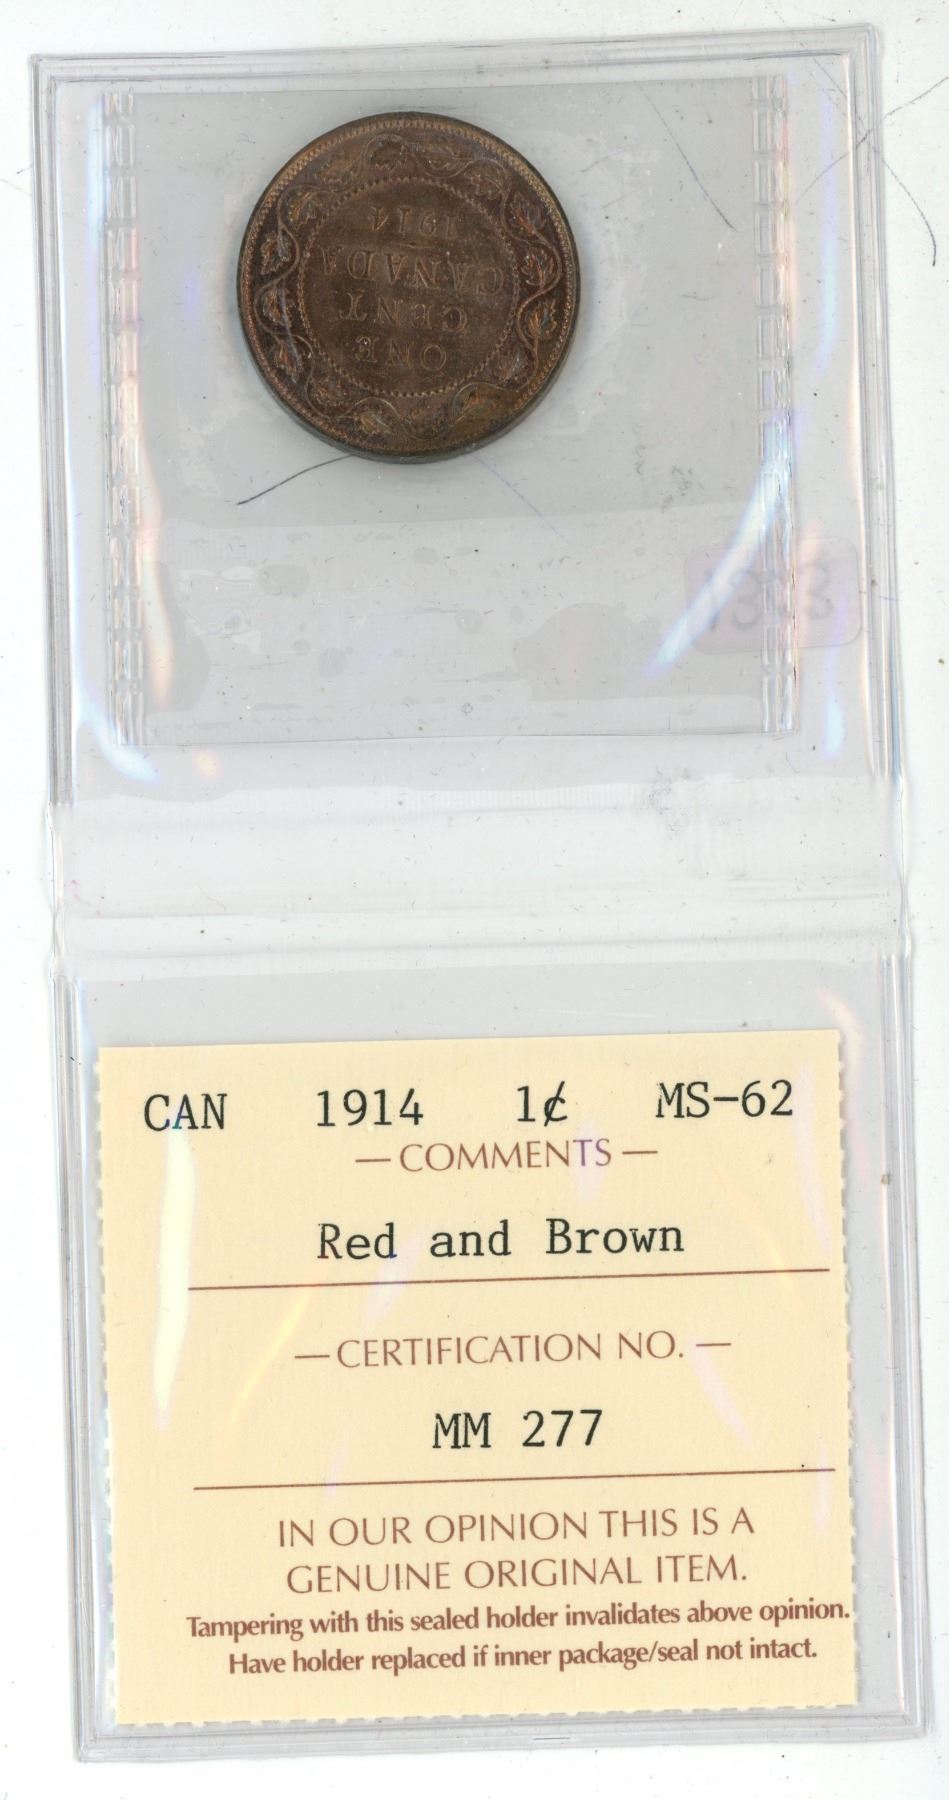 ONE
CENT
CANADA
1914
CAN 1914 1¢ MS-62
— COMMENTS —
Red and Brown
— CERTIFICATION NO. —
MM 277
IN OUR OPINION THIS IS A
GENUINE ORIGINAL ITEM.
Tampering with this sealed holder invalidates above opinion.
Have holder replaced if inner package/seal not intact.